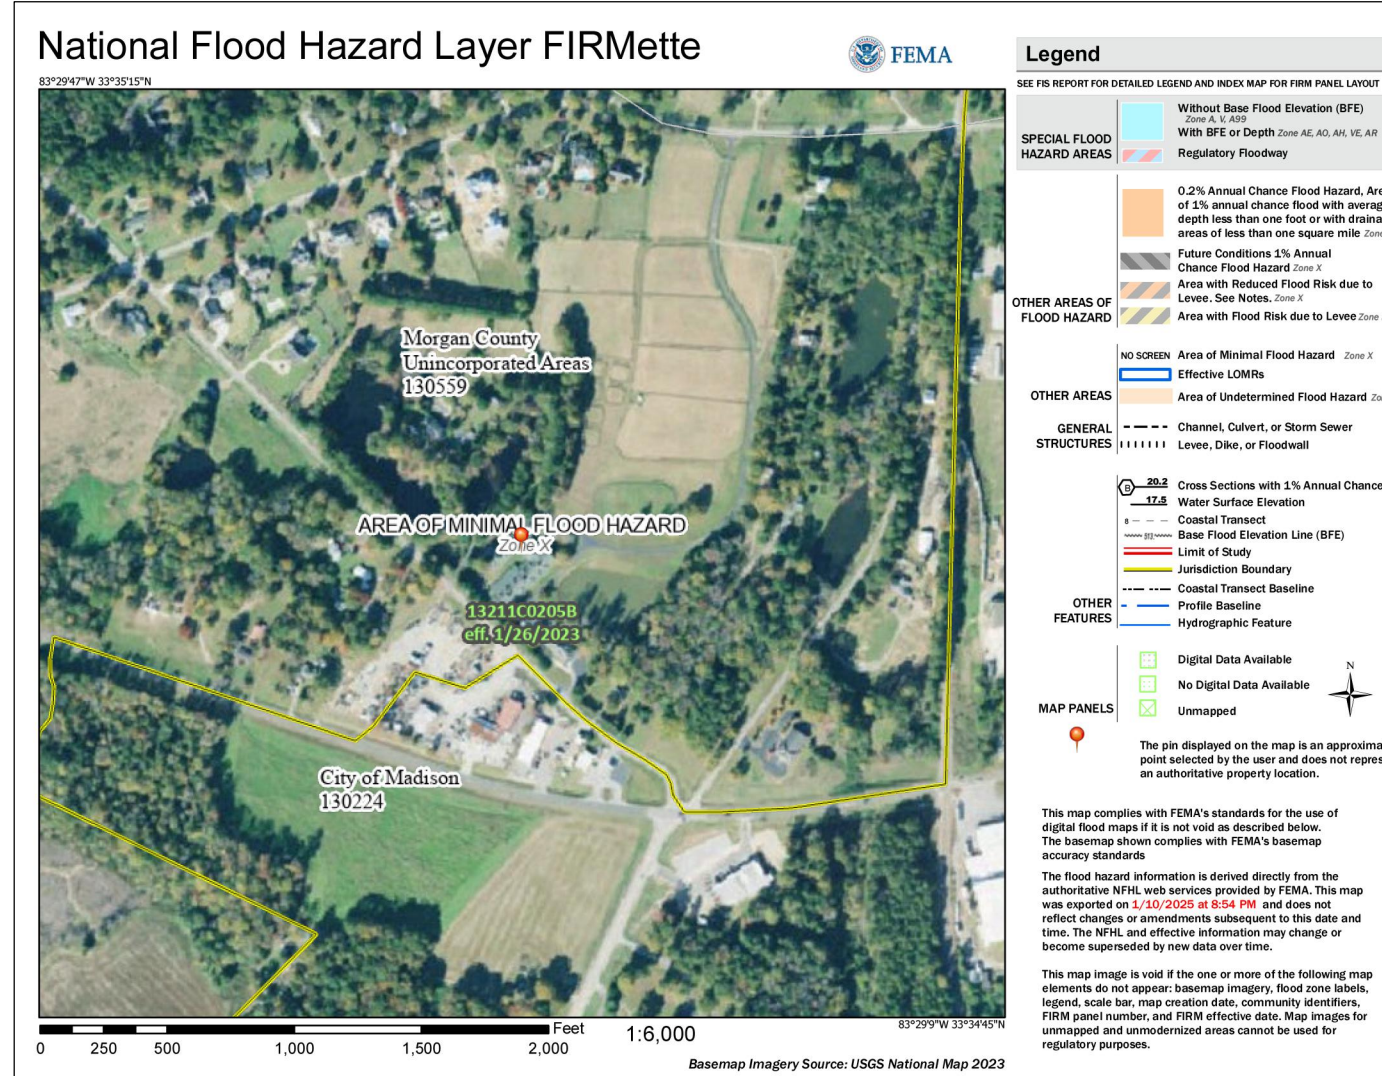 National Flood Hazard Layer FIRMette
FEMA
83°29'47"W 33°35'15"N
Morgan County
Unincorporated Areas
130559
AREA OF MINIMAL FLOOD HAZARD
Zone X
13211C0205B
eff. 1/26/2023
City of Madison
130224
83°29'9"W 33°34'45"N
Feet
1:6,000
0
250
500
1,000
1,500
2,000
Basemap Imagery Source: USGS National Map 2023
Legend
SEE FIS REPORT FOR DETAILED LEGEND AND INDEX MAP FOR FIRM PANEL LAYOUT
SPECIAL FLOOD
HAZARD AREAS
Without Base Flood Elevation (BFE)
Zone A, V, A99
With BFE or Depth Zone AE, AO, AH, VE, AR
Regulatory Floodway
OTHER AREAS OF
FLOOD HAZARD
0.2% Annual Chance Flood Hazard, Are
of 1% annual chance flood with averag
depth less than one foot or with draina
areas of less than one square mile Zone
Future Conditions 1% Annual
Chance Flood Hazard Zone X
Area with Reduced Flood Risk due to
Levee. See Notes. Zone X
Area with Flood Risk due to Levee Zone
OTHER AREAS
NO SCREEN Area of Minimal Flood Hazard Zone X
Effective LOMRs
Area of Undetermined Flood Hazard Zo
GENERAL
STRUCTURES
Channel, Culvert, or Storm Sewer
Levee, Dike, or Floodwall
OTHER
FEATURES
B 20.2 Cross Sections with 1% Annual Chance
17.5 Water Surface Elevation
8 Coastal Transect
513 Base Flood Elevation Line (BFE)
Limit of Study
Jurisdiction Boundary
Coastal Transect Baseline
Profile Baseline
Hydrographic Feature
MAP PANELS
Digital Data Available
No Digital Data Available
Unmapped
N
The pin displayed on the map is an approxima
point selected by the user and does not repres
an authoritative property location.
This map complies with FEMA's standards for the use of
digital flood maps if it is not void as described below.
The basemap shown complies with FEMA's basemap
accuracy standards
The flood hazard information is derived directly from the
authoritative NFHL web services provided by FEMA. This map
was exported on 1/10/2025 at 8:54 PM and does not
reflect changes or amendments subsequent to this date and
time. The NFHL and effective information may change or
become superseded by new data over time.
This map image is void if the one or more of the following map
elements do not appear: basemap imagery, flood zone labels,
legend, scale bar, map creation date, community identifiers,
FIRM panel number, and FIRM effective date. Map images for
unmapped and unmodernized areas cannot be used for
regulatory purposes.